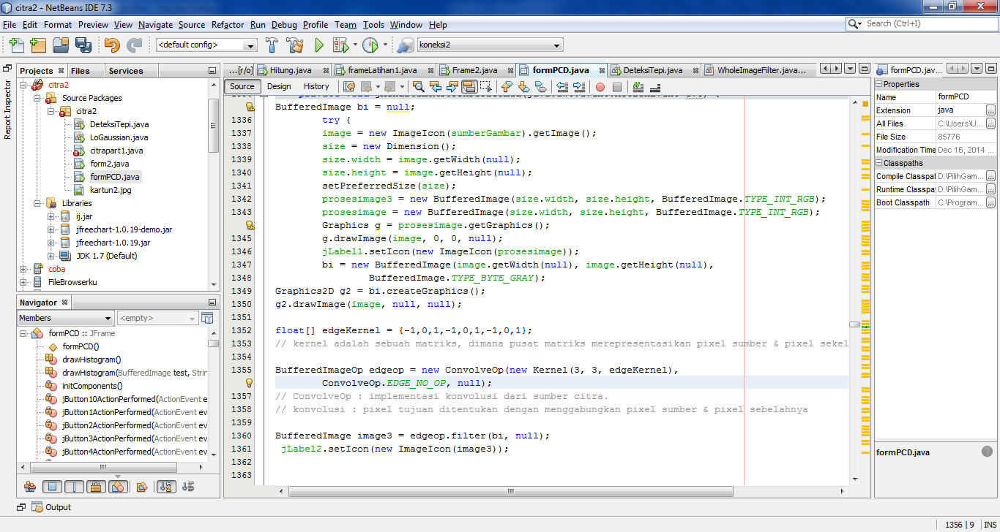 citra2 - NetBeans IDE 7.3
File Edit Format Preview View Navigate Source Refactor Run Debug Profile Team Tools Window Help
Search (Ctrl+I)
<default config>
koneksi2
Report Inspector
Projects Files Services
citra2
Source Packages
citra2
DeteksiTepi.java
LoGaussian.java
citrapart1.java
form2.java
formPCD.java
kartun2.jpg
Libraries
ij.jar
jfreechart-1.0.19-demo.jar
jfreechart-1.0.19.jar
JDK 1.7 (Default)
coba
FileBrowserku
Navigator
Members <empty>
formPCD :: JFrame
formPCD()
drawHistogram()
drawHistogram(BufferedImage test, Strin
initComponents()
jButton10ActionPerformed(ActionEvent e
jButton1ActionPerformed(ActionEvent ev
jButton2ActionPerformed(ActionEvent ev
jButton3ActionPerformed(ActionEvent ev
jButton4ActionPerformed(ActionEvent ev
...[r/o] Hitung.java frameLatihan1.java Frame2.java formPCD.java DeteksiTepi.java WholeImageFilter.java...
Source Design History
BufferedImage bi = null;
1336 try {
1337 image = new ImageIcon(sumberGambar).getImage();
1338 size = new Dimension();
1339 size.width = image.getWidth(null);
1340 size.height = image.getHeight(null);
1341 setPreferredSize(size);
1342 prosesimage3 = new BufferedImage(size.width, size.height, BufferedImage.TYPE_INT_RGB);
1343 prosesimage = new BufferedImage(size.width, size.height, BufferedImage.TYPE_INT_RGB);
Graphics g = prosesimage.getGraphics();
1345 g.drawImage(image, 0, 0, null);
1346 jLabel1.setIcon(new ImageIcon(prosesimage));
1347 bi = new BufferedImage(image.getWidth(null), image.getHeight(null),
1348 BufferedImage.TYPE_BYTE_GRAY);
1349 Graphics2D g2 = bi.createGraphics();
1350 g2.drawImage(image, null, null);
1351
1352 float[] edgeKernel = {-1,0,1,-1,0,1,-1,0,1};
1353 // kernel adalah sebuah matriks, dimana pusat matriks merepresentasikan pixel sumber & pixel sekel
1354
1355 BufferedImageOp edgeop = new ConvolveOp(new Kernel(3, 3, edgeKernel),
ConvolveOp.EDGE_NO_OP, null);
1357 // ConvolveOp : implementasi konvolusi dari sumber citra.
1358 // konvolusi : pixel tujuan ditentukan dengan menggabungkan pixel sumber & pixel sebelahnya
1359
1360 BufferedImage image3 = edgeop.filter(bi, null);
1361 jLabel2.setIcon(new ImageIcon(image3));
1362
1363
formPCD.jav...
Properties
Name formPCD
Extension java
All Files C:\Users\U...
File Size 85776
Modification Time Dec 16, 2014 ...
Classpaths
Compile Classpat D:\PilihGam...
Runtime Classpat D:\PilihGam...
Boot Classpath C:\Program...
formPCD.java
Output
1356 | 9 INS